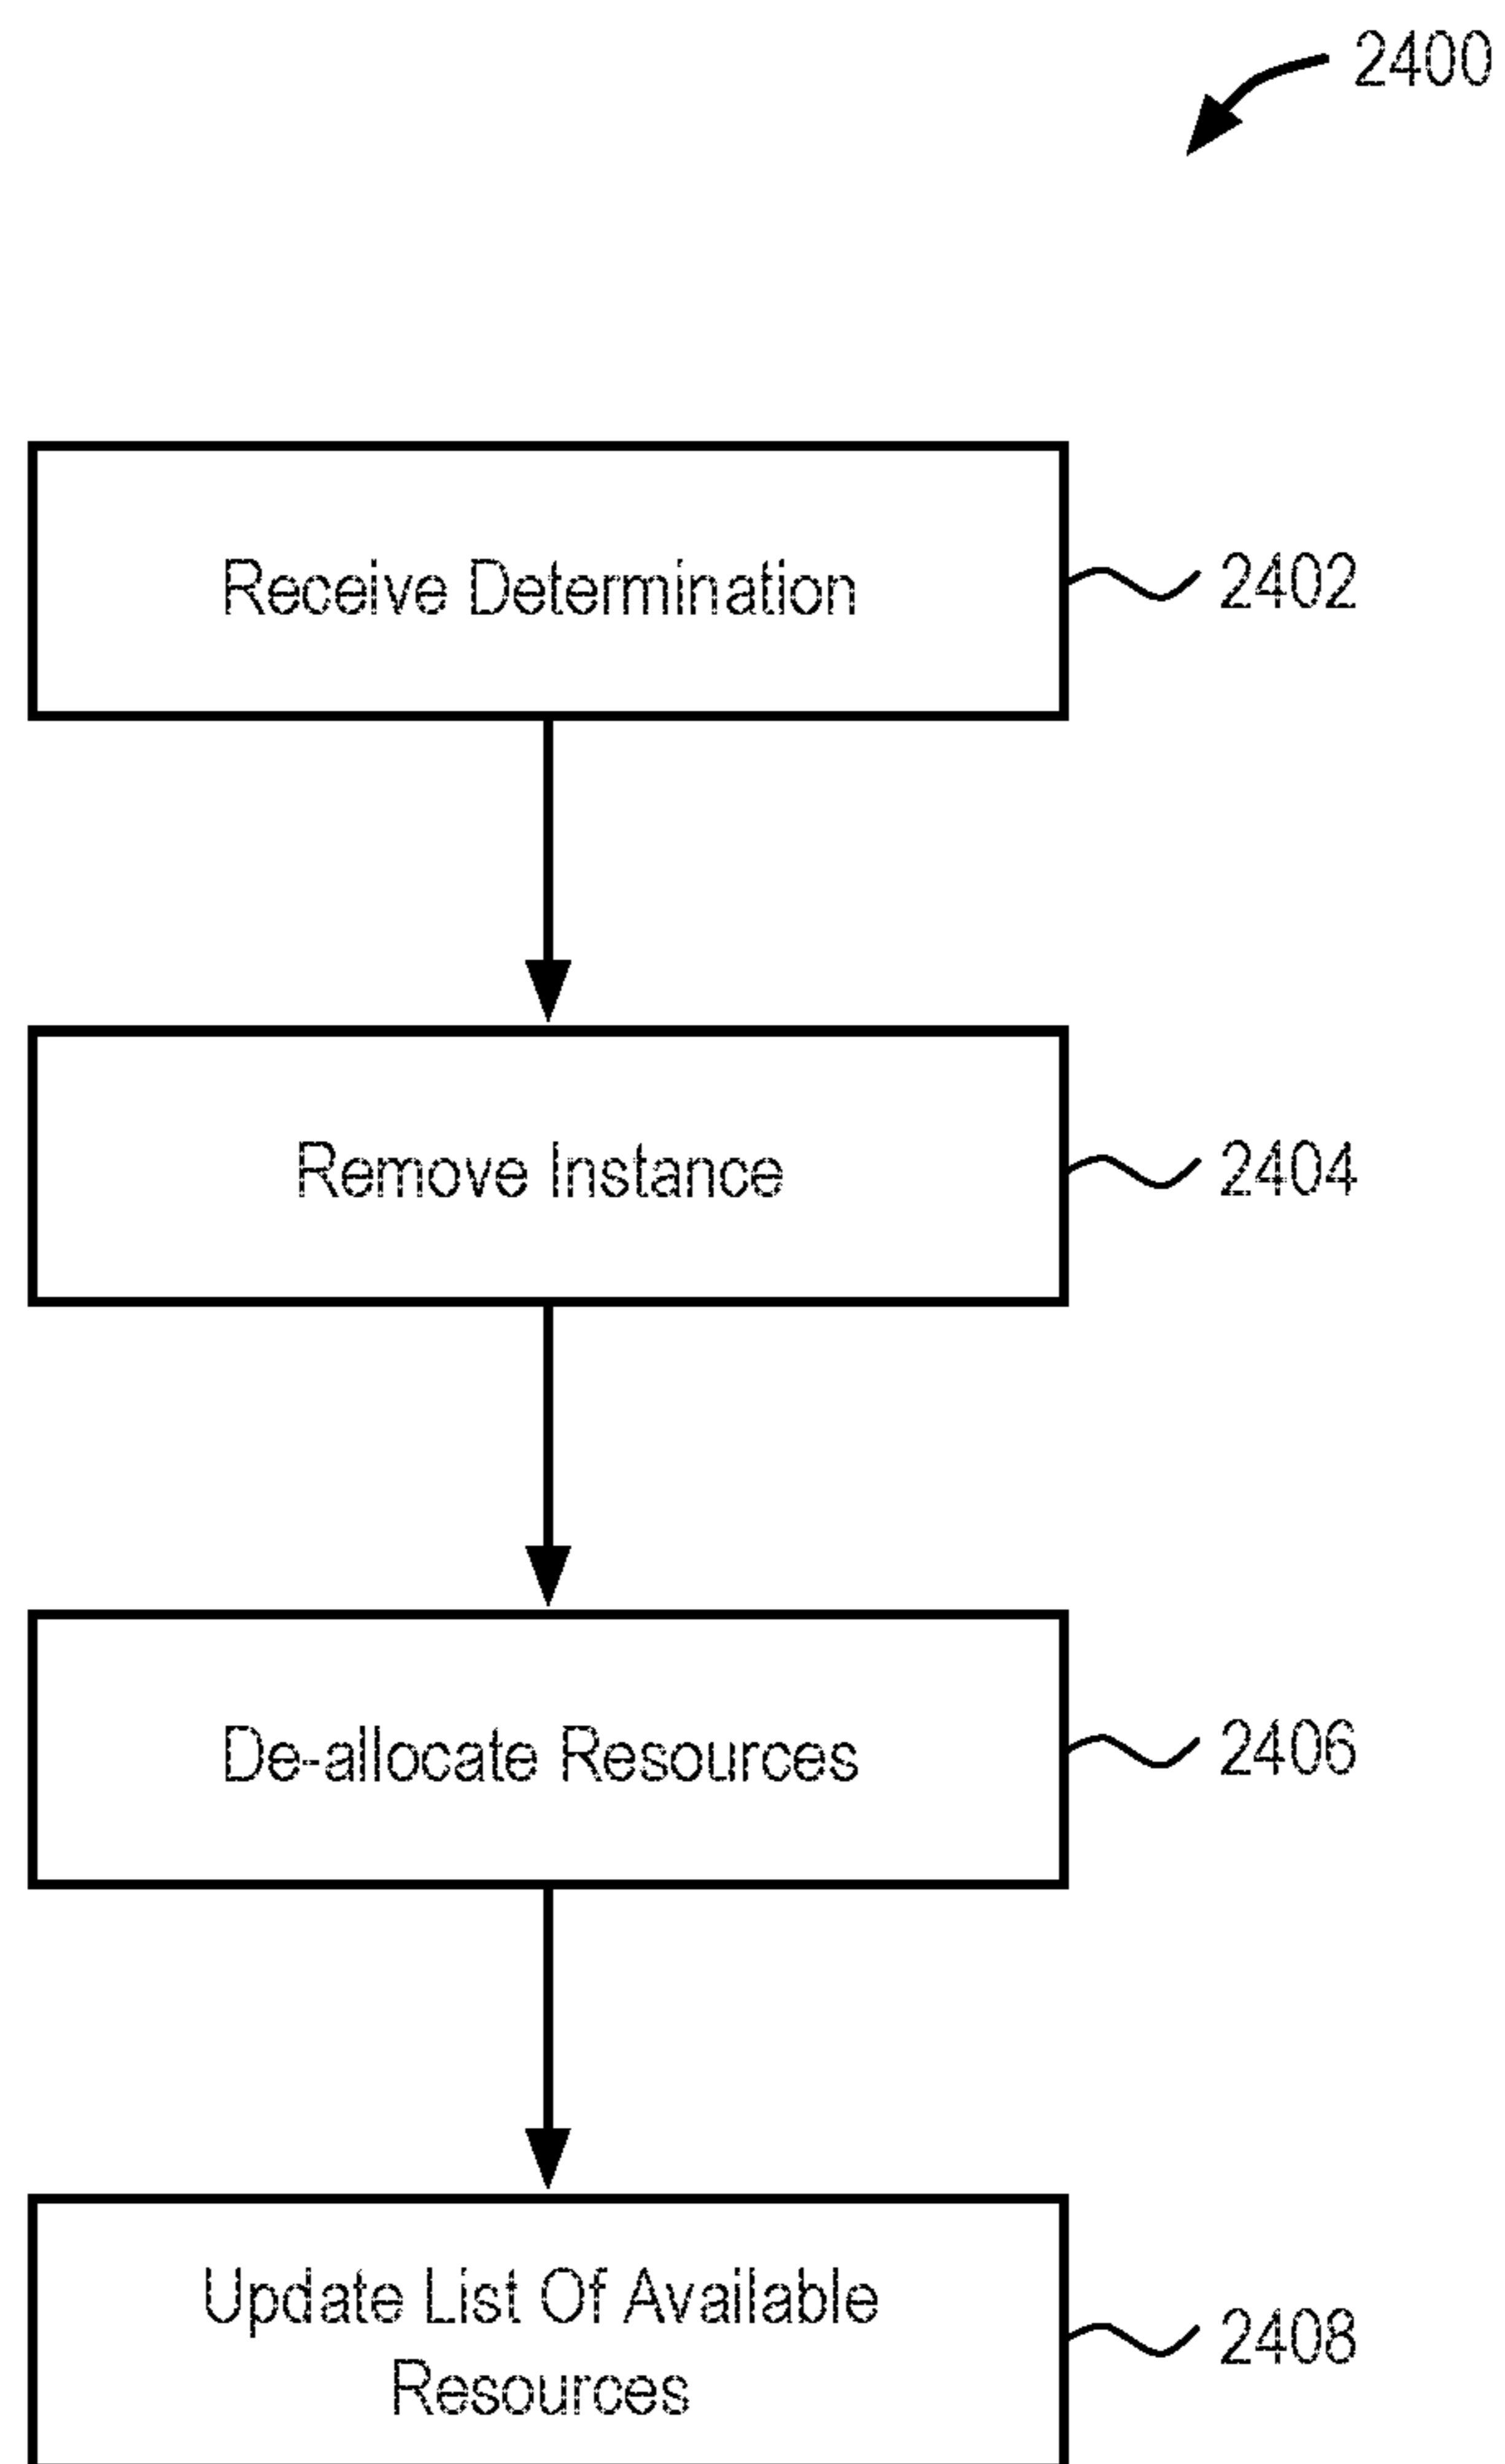 2400
Receive Determination
2402
Remove Instance
2404
De-allocate Resources
2406
Update List Of Available
Resources
2408